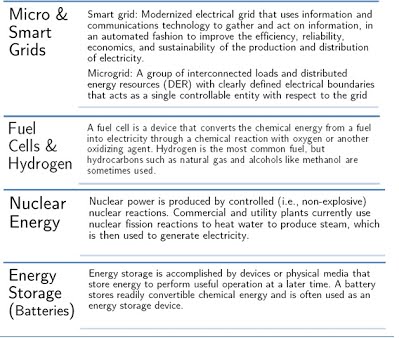 Micro &
Smart
Grids
Smart grid: Modernized electrical grid that uses information and
communications technology to gather and act on information, in
an automated fashion to improve the efficiency, reliability,
economics, and sustainability of the production and distribution
of electricity.
Microgrid: A group of interconnected loads and distributed
energy resources (DER) with clearly defined electrical boundaries
that acts as a single controllable entity with respect to the grid
Fuel
Cells &
Hydrogen
A fuel cell is a device that converts the chemical energy from a fuel
into electricity through a chemical reaction with oxygen or another
oxidizing agent. Hydrogen is the most common fuel, but
hydrocarbons such as natural gas and alcohols like methanol are
sometimes used.
Nuclear
Energy
Nuclear power is produced by controlled (i.e., non-explosive)
nuclear reactions. Commercial and utility plants currently use
nuclear fission reactions to heat water to produce steam, which
is then used to generate electricity.
Energy
Storage
(Batteries)
Energy storage is accomplished by devices or physical media that
store energy to perform useful operation at a later time. A battery
stores readily convertible chemical energy and is often used as an
energy storage device.